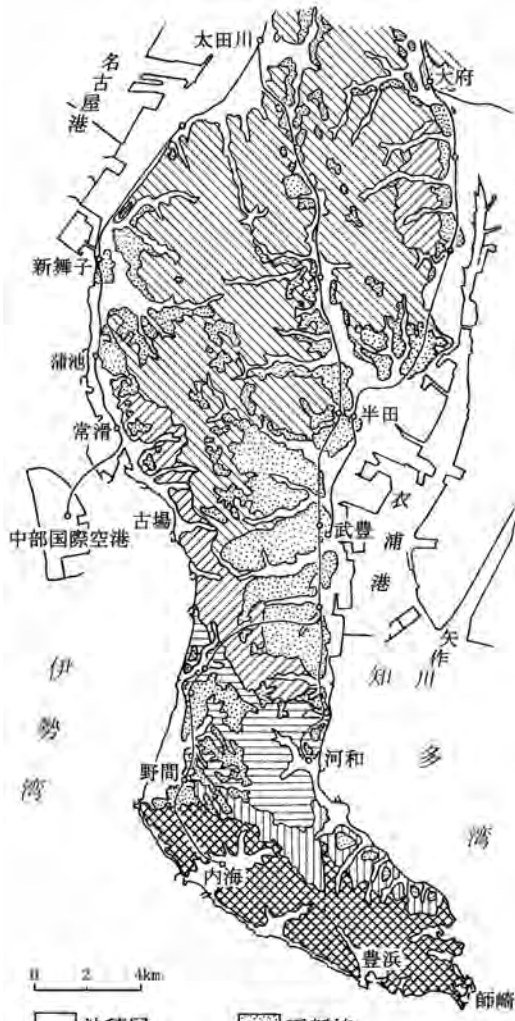 太田川
大府
名古屋港
新舞子
蒲池
常滑
半田
古場
中部国際空港
武豊
衣浦港
矢作川
伊勢湾
知多湾
野間
河和
内海
豊浜
師崎
0 2 4km